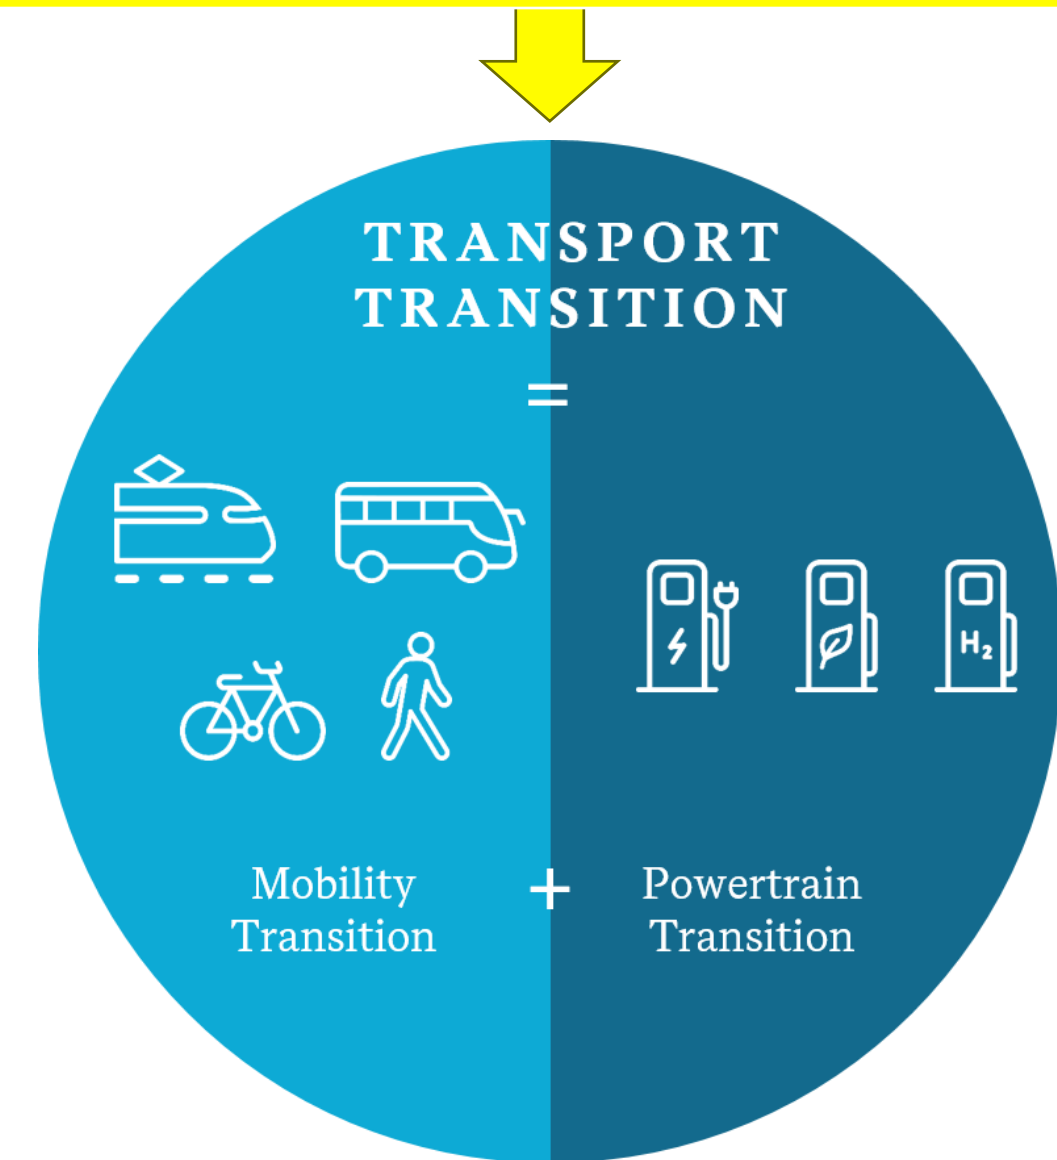 TRANSPORT
TRANSITION
=
H2
Mobility
Transition
+
Powertrain
Transition